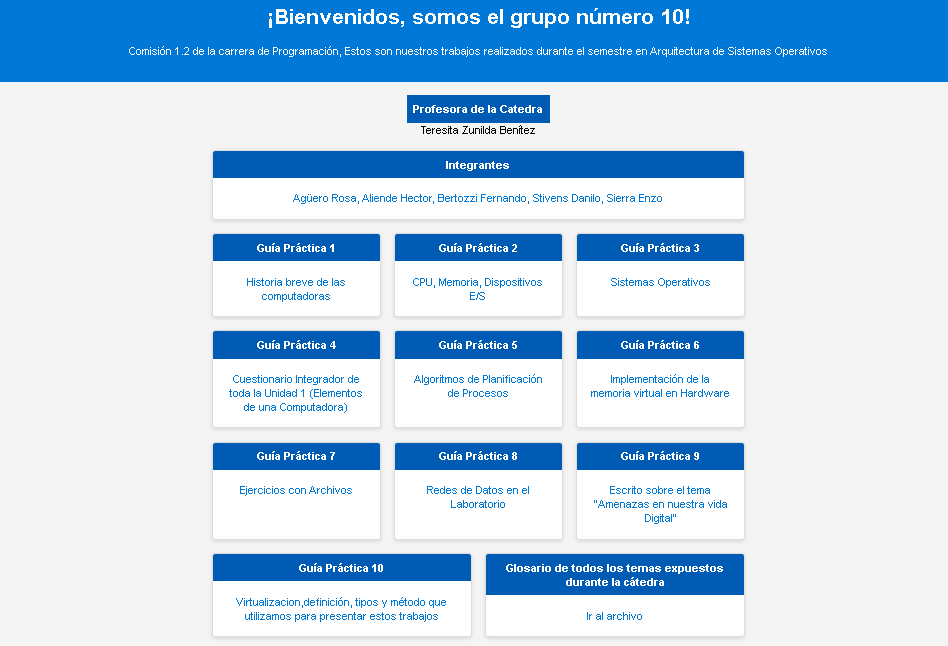 ¡Bienvenidos, somos el grupo número 10!
Comisión 1.2 de la carrera de Programación, Estos son nuestros trabajos realizados durante el semestre en Arquitectura de Sistemas Operativos
Profesora de la Catedra
Teresita Zunilda Benítez
Integrantes
Agüero Rosa, Aliende Hector, Bertozzi Fernando, Stivens Danilo, Sierra Enzo
Guía Práctica 1
Historia breve de las
computadoras
Guía Práctica 2
CPU, Memoria, Dispositivos
E/S
Guía Práctica 3
Sistemas Operativos
Guía Práctica 4
Cuestionario Integrador de
toda la Unidad 1 (Elementos
de una Computadora)
Guía Práctica 5
Algoritmos de Planificación
de Procesos
Guía Práctica 6
Implementación de la
memoria virtual en Hardware
Guía Práctica 7
Ejercicios con Archivos
Guía Práctica 8
Redes de Datos en el
Laboratorio
Guía Práctica 9
Escrito sobre el tema
"Amenazas en nuestra vida
Digital"
Guía Práctica 10
Virtualizacion,definición, tipos y método que
utilizamos para presentar estos trabajos
Glosario de todos los temas expuestos
durante la cátedra
Ir al archivo